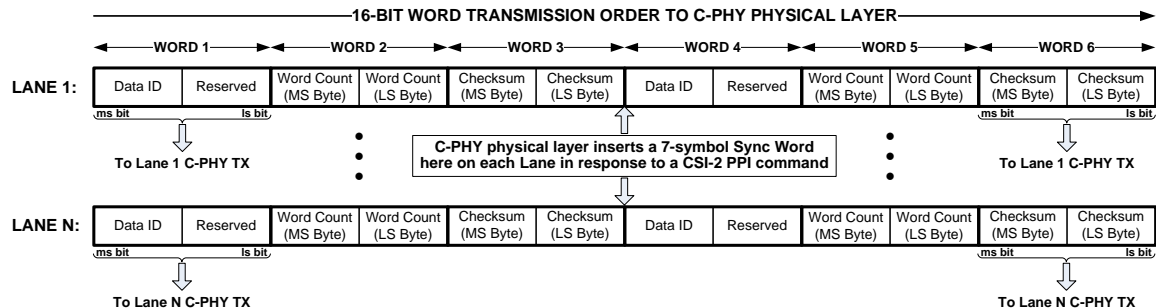 16-BIT WORD TRANSMISSION ORDER TO C-PHY PHYSICAL LAYER
WORD 1 WORD 2 WORD 3 WORD 4 WORD 5 WORD 6
LANE 1: Data ID Reserved Word Count (MS Byte) Word Count (LS Byte) Checksum (MS Byte) Checksum (LS Byte) Data ID Reserved Word Count (MS Byte) Word Count (LS Byte) Checksum (MS Byte) Checksum (LS Byte)
ms bit ls bit ms bit ls bit
To Lane 1 C-PHY TX To Lane 1 C-PHY TX
C-PHY physical layer inserts a 7-symbol Sync Word
here on each Lane in response to a CSI-2 PPI command
LANE N: Data ID Reserved Word Count (MS Byte) Word Count (LS Byte) Checksum (MS Byte) Checksum (LS Byte) Data ID Reserved Word Count (MS Byte) Word Count (LS Byte) Checksum (MS Byte) Checksum (LS Byte)
ms bit ls bit ms bit ls bit
To Lane N C-PHY TX To Lane N C-PHY TX